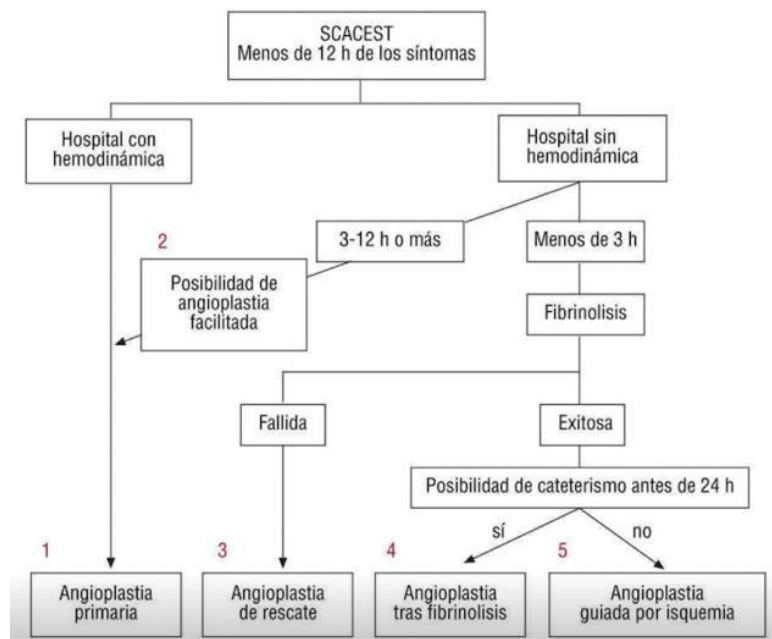 SCACEST
Menos de 12 h de los síntomas
Hospital con
hemodinámica
Hospital sin
hemodinámica
2
3-12 h o más
Menos de 3 h
Posibilidad de
angioplastia
facilitada
Fibrinolisis
Fallida
Exitosa
Posibilidad de cateterismo antes de 24 h
sí
no
1
3
4
5
Angioplastia
primaria
Angioplastia
de rescate
Angioplastia
tras fibrinolisis
Angioplastia
guiada por isquemia